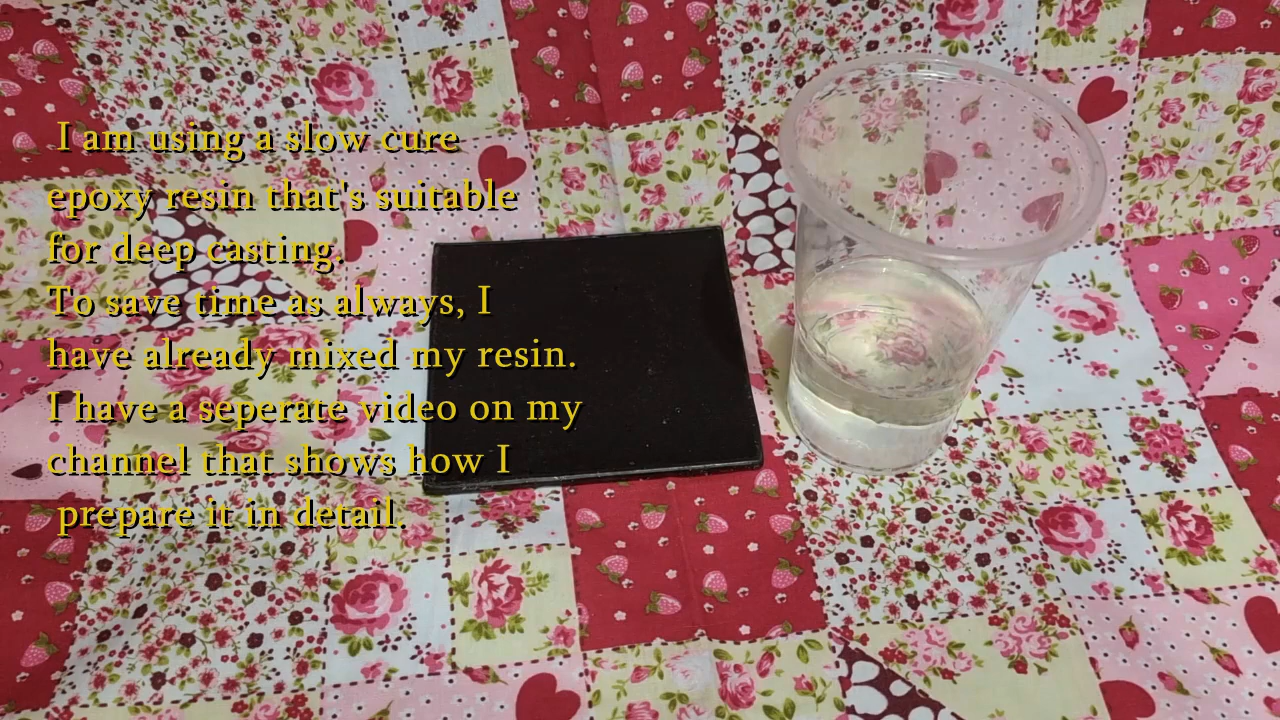 I am using a slow cure
epoxy resin that's suitable
for deep casting.
To save time as always, I
have already mixed my resin.
I have a seperate video on my
channel that shows how I
prepare it in detail.